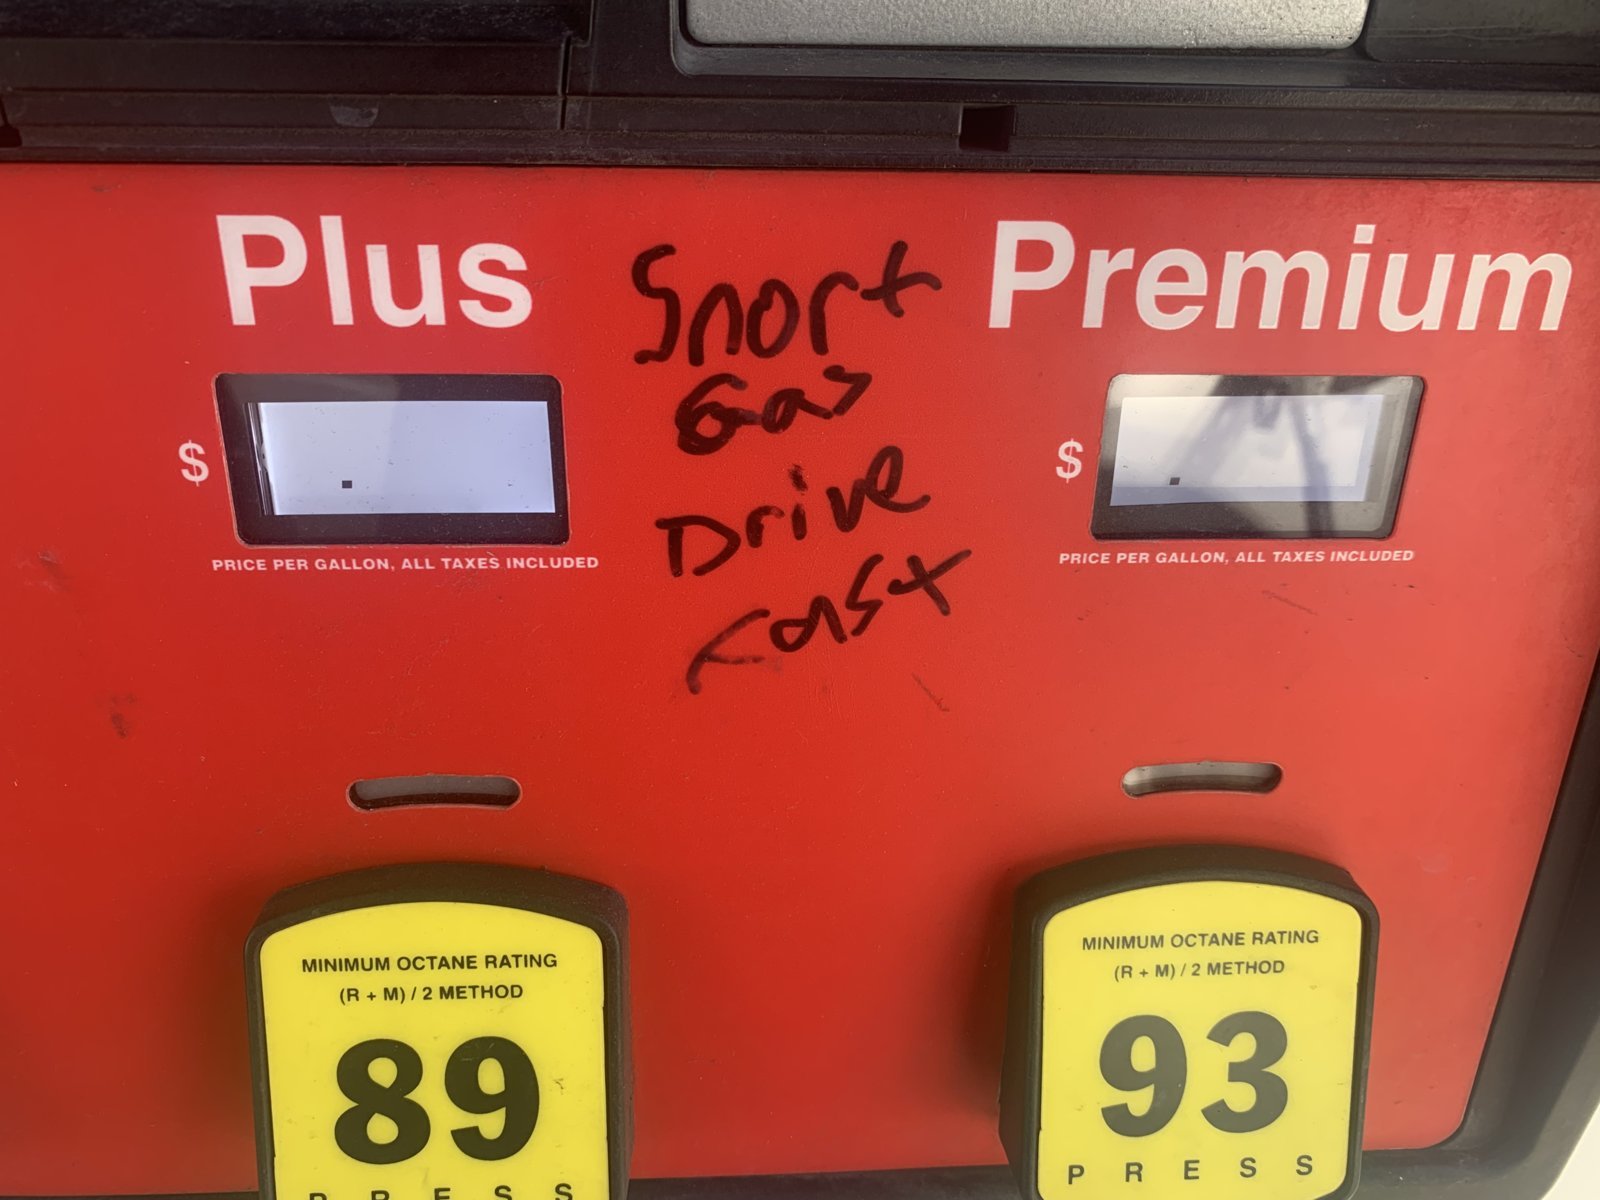 Plus
Premium
Snort
Gas
Drive
fast
$
$
PRICE PER GALLON, ALL TAXES INCLUDED
PRICE PER GALLON, ALL TAXES INCLUDED
MINIMUM OCTANE RATING
(R + M) / 2 METHOD
89
PRESS
MINIMUM OCTANE RATING
(R + M) / 2 METHOD
93
PRESS